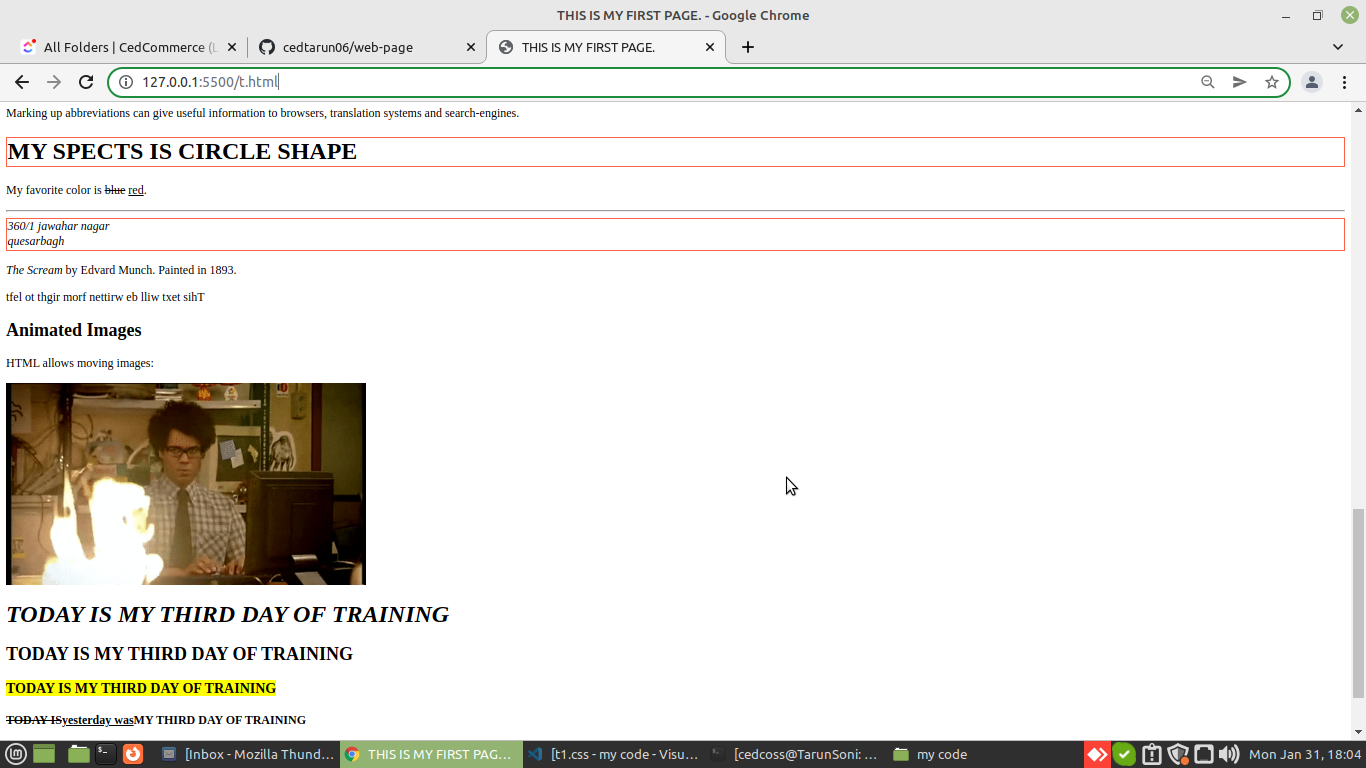 THIS IS MY FIRST PAGE. - Google Chrome
All Folders | CedCommerce (L
cedtarun06/web-page
THIS IS MY FIRST PAGE.
127.0.0.1:5500/t.html
Marking up abbreviations can give useful information to browsers, translation systems and search-engines.
MY SPECTS IS CIRCLE SHAPE
My favorite color is blue red.
360/1 jawahar nagar
quesarbagh
The Scream by Edvard Munch. Painted in 1893.
tfel ot thgir morf nettirw eb lliw txet sihT
Animated Images
HTML allows moving images:
TODAY IS MY THIRD DAY OF TRAINING
TODAY IS MY THIRD DAY OF TRAINING
TODAY IS MY THIRD DAY OF TRAINING
TODAY ISyesterday wasMY THIRD DAY OF TRAINING
[Inbox - Mozilla Thund...
THIS IS MY FIRST PAG...
[t1.css - my code - Visu...
[cedcoss@TarunSoni: ...
my code
Mon Jan 31, 18:04